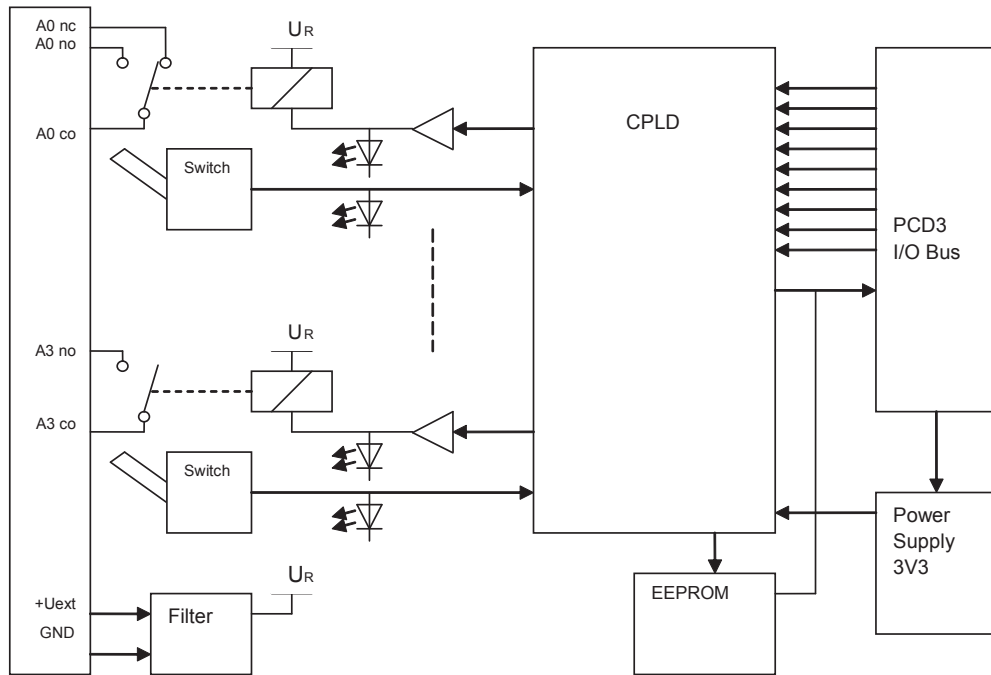 A0 nc
A0 no
A0 co
UR
Switch
CPLD
PCD3
I/O Bus
A3 no
A3 co
UR
Switch
+Uext
GND
Filter
UR
EEPROM
Power
Supply
3V3